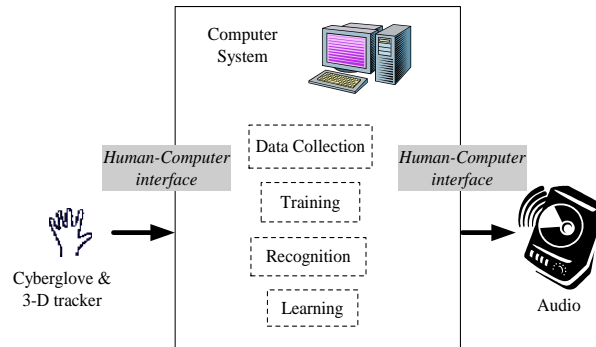 Computer
System
Data Collection
Human-Computer
interface
Human-Computer
interface
Training
Recognition
Learning
Cyberglove &
3-D tracker
Audio